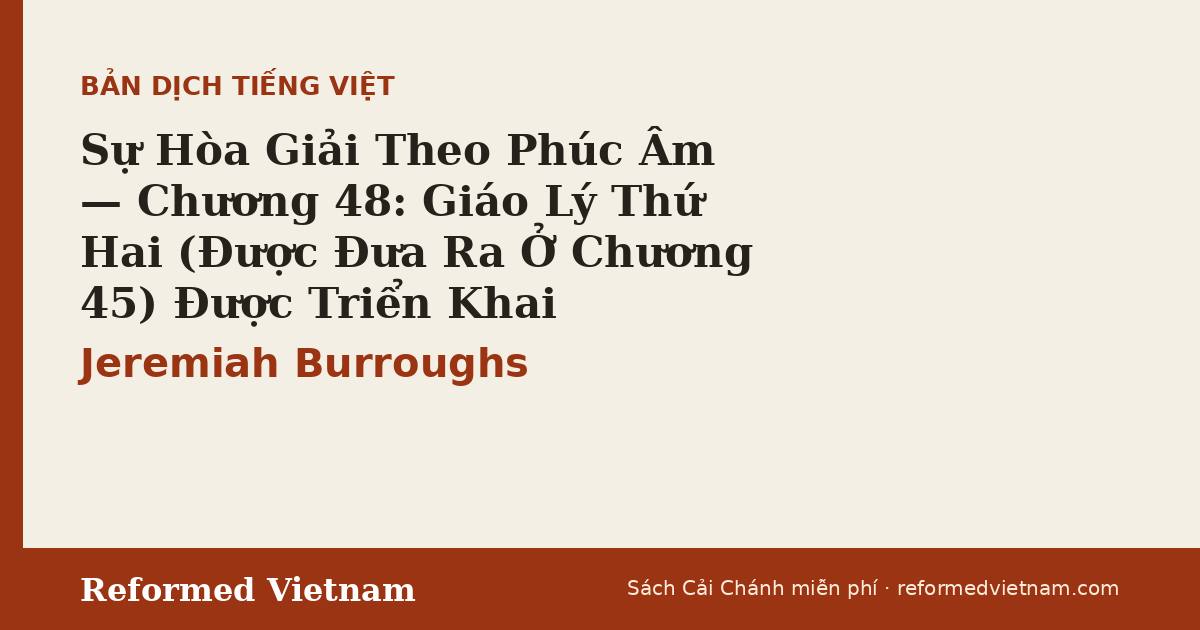 BẢN DỊCH TIẾNG VIỆT
Sự Hòa Giải Theo Phúc Âm
— Chương 48: Giáo Lý Thứ
Hai (Được Đưa Ra Ở Chương
45) Được Triển Khai
Jeremiah Burroughs
Reformed Vietnam
Sách Cải Chánh miễn phí · reformedvietnam.com